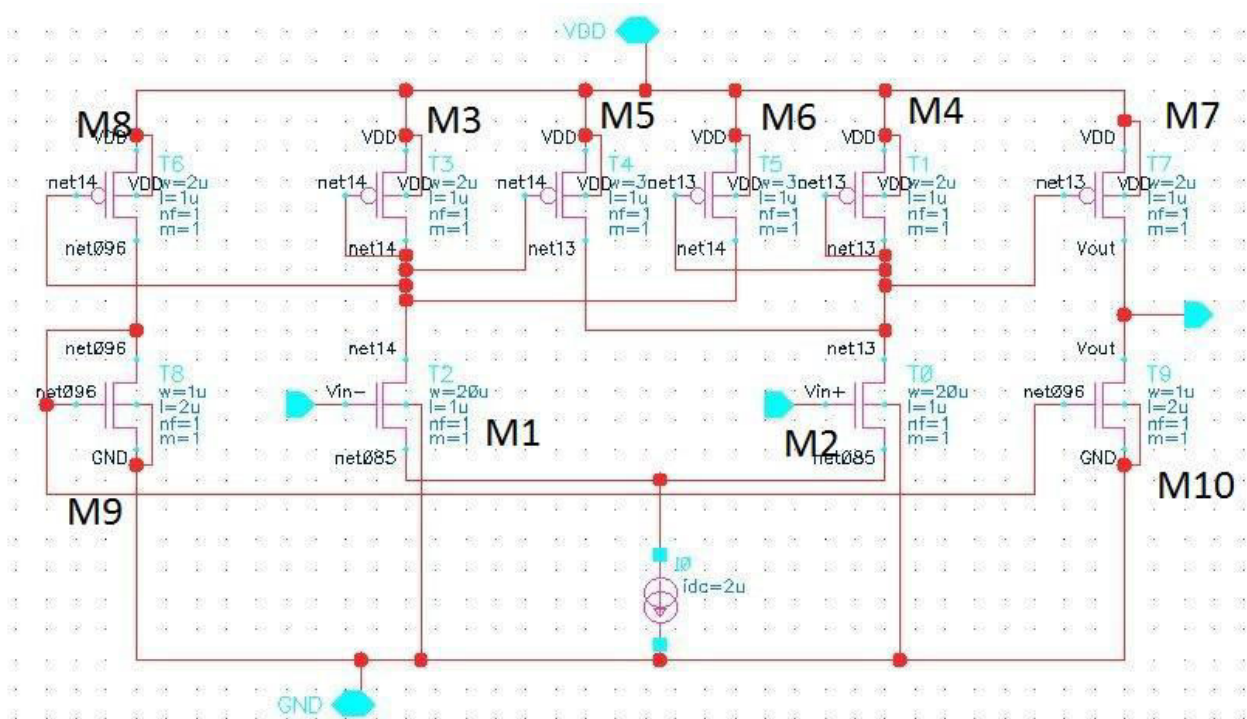 VDD
M8
M3
M5
M6
M4
M7
VDD
VDD
VDD
VDD
VDD
VDD
T6
T3
T4
T5
T1
T7
net14
VDD
w=2u
l=1u
nf=1
m=1
net096
net14
VDD
w=2u
l=1u
nf=1
m=1
net14
net14
VDD
w=3
l=1u
nf=1
m=1
net13
net13
VDD
w=3
l=1u
nf=1
m=1
net14
net13
VDD
w=2u
l=1u
nf=1
m=1
net13
net13
VDD
w=2u
l=1u
nf=1
m=1
Vout
net096
T8
net096
w=1u
l=2u
nf=1
m=1
GND
M9
net14
T2
Vin-
w=20u
l=1u
nf=1
m=1
net085
M1
net13
T0
Vin+
w=20u
l=1u
nf=1
m=1
net085
M2
Vout
T9
net096
w=1u
l=2u
nf=1
m=1
GND
M10
I0
idc=2u
GND